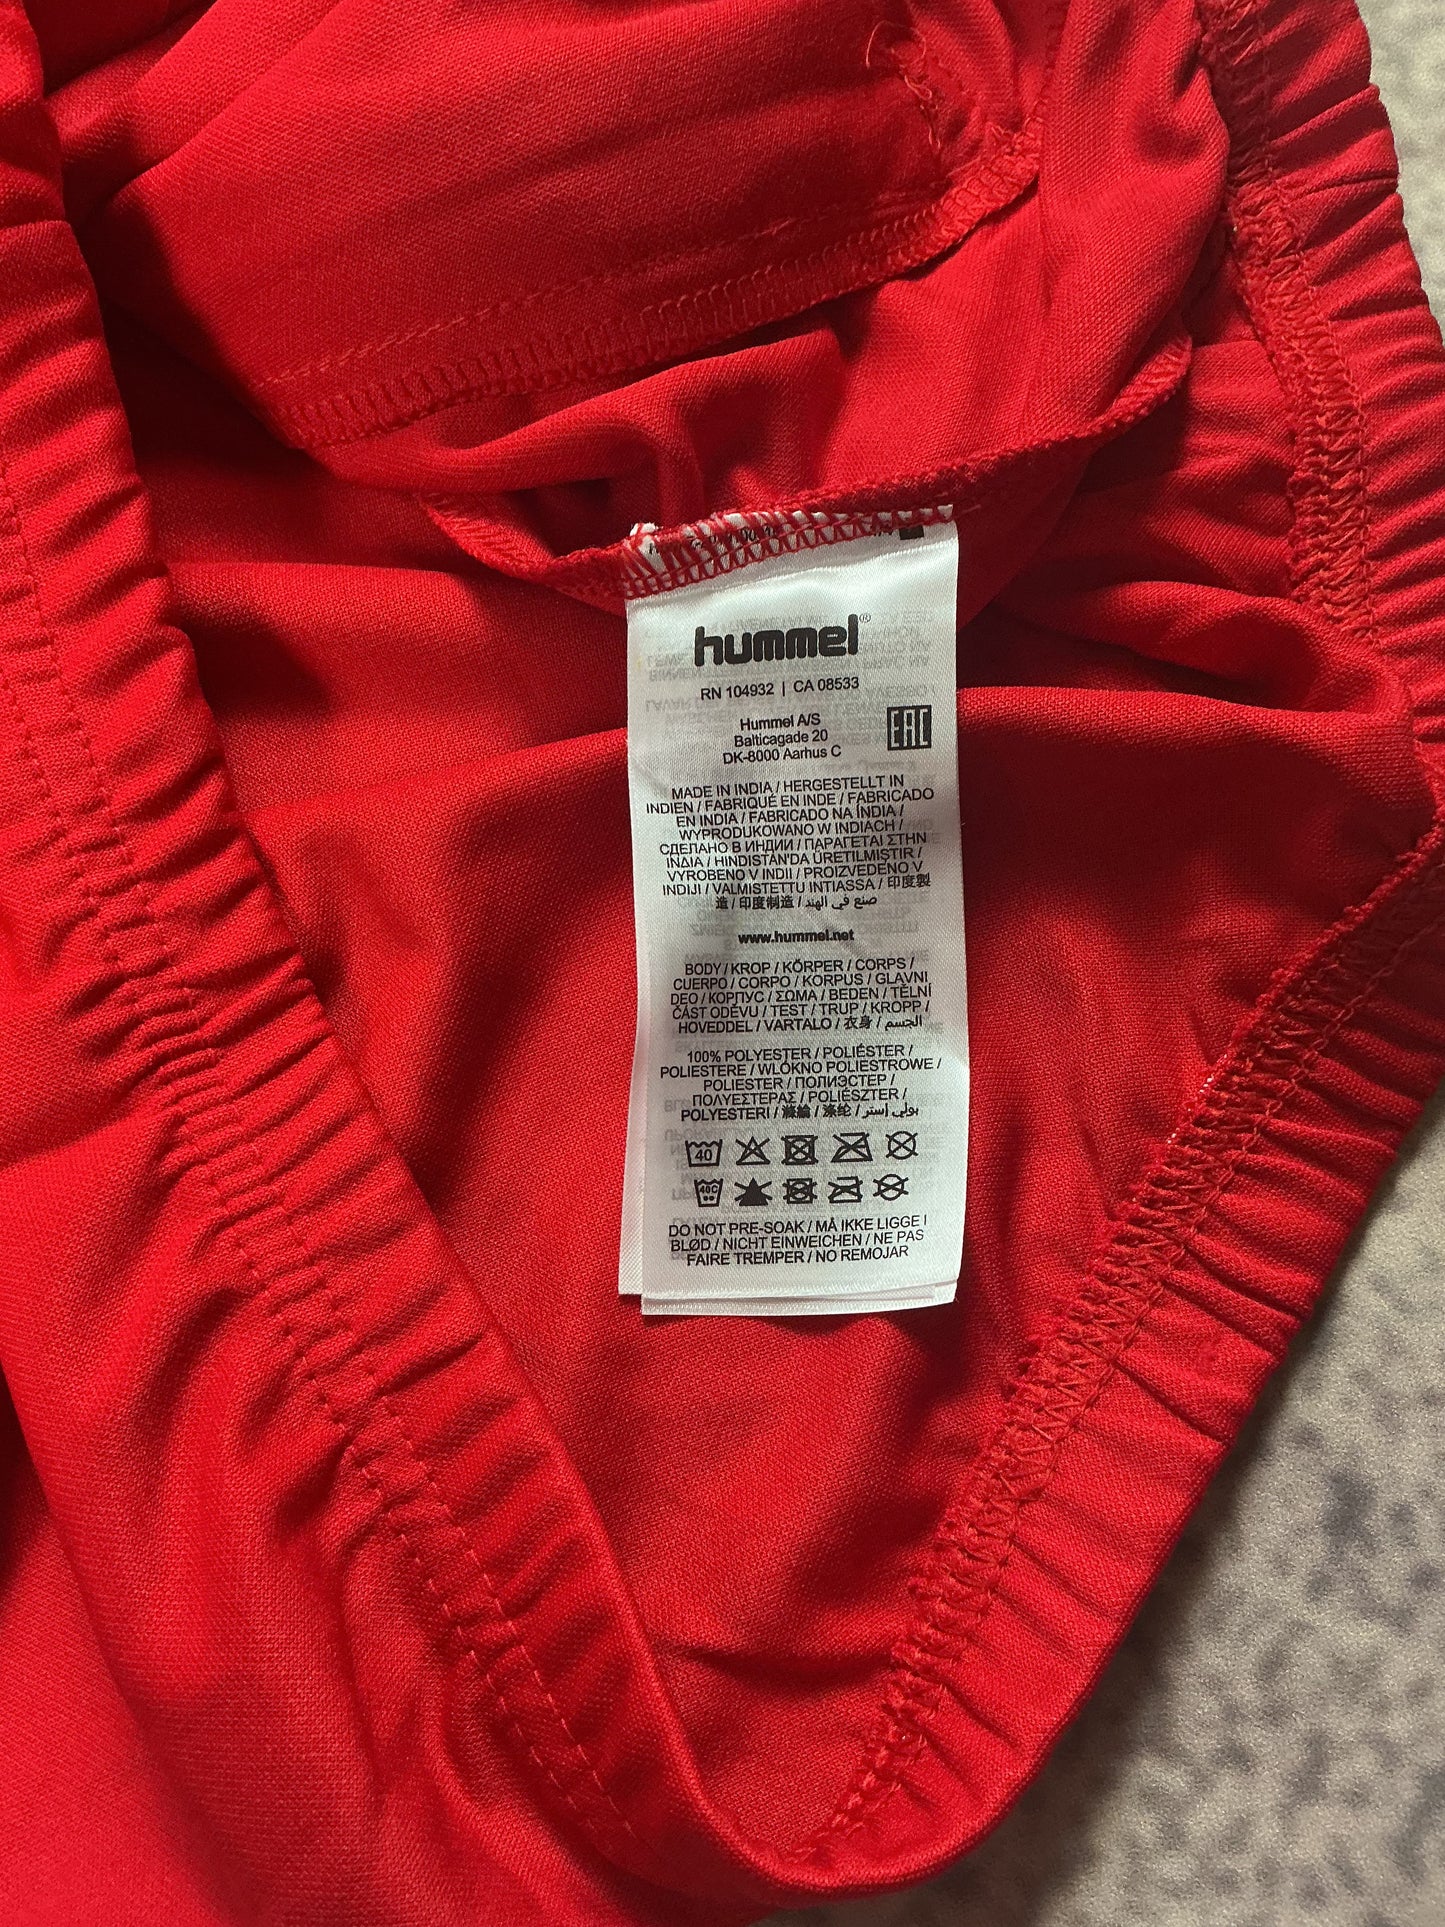 hummel®
RN 104932 | CA 08533
Hummel A/S
Balticagade 20
DK-8000 Aarhus C
EAC
MADE IN INDIA / HERGESTELLT IN
INDIEN / FABRIQUÉ EN INDE / FABRICADO
EN INDIA / FABRICADO NA ÍNDIA /
WYPRODUKOWANO W INDIACH /
СДЕЛАНО В ИНДИИ / ΠΑΡΑΓΕΤΑΙ ΣΤΗΝ
ΙΝΔΙΑ / HINDISTAN'DA ÜRETILMIŞTIR /
VYROBENO V INDII / PROIZVEDENO V
INDIJI / VALMISTETTU INTIASSA / 印度製
造 / 印度制造 / صنع في الهند
www.hummel.net
BODY / KROP / KÖRPER / CORPS /
CUERPO / CORPO / KORPUS / GLAVNI
DEO / КОРПУС / ΣΩΜΑ / BEDEN / TĚLNÍ
ČÁST ODĚVU / TEST / TRUP / KROPP /
HOVEDDEL / VARTALO / 衣身 / الجسم
100% POLYESTER / POLIÉSTER /
POLIESTERE / WLÓKNO POLIESTROWE /
POLIESTER / ПОЛИЭСТЕР /
ΠΟΛΥΕΣΤΕΡΑΣ / POLIÉSZTER /
POLYESTERI / 滌綸 / 涤纶 / بولي إستر
40
40C
DO NOT PRE-SOAK / MÅ IKKE LIGGE I
BLØD / NICHT EINWEICHEN / NE PAS
FAIRE TREMPER / NO REMOJAR